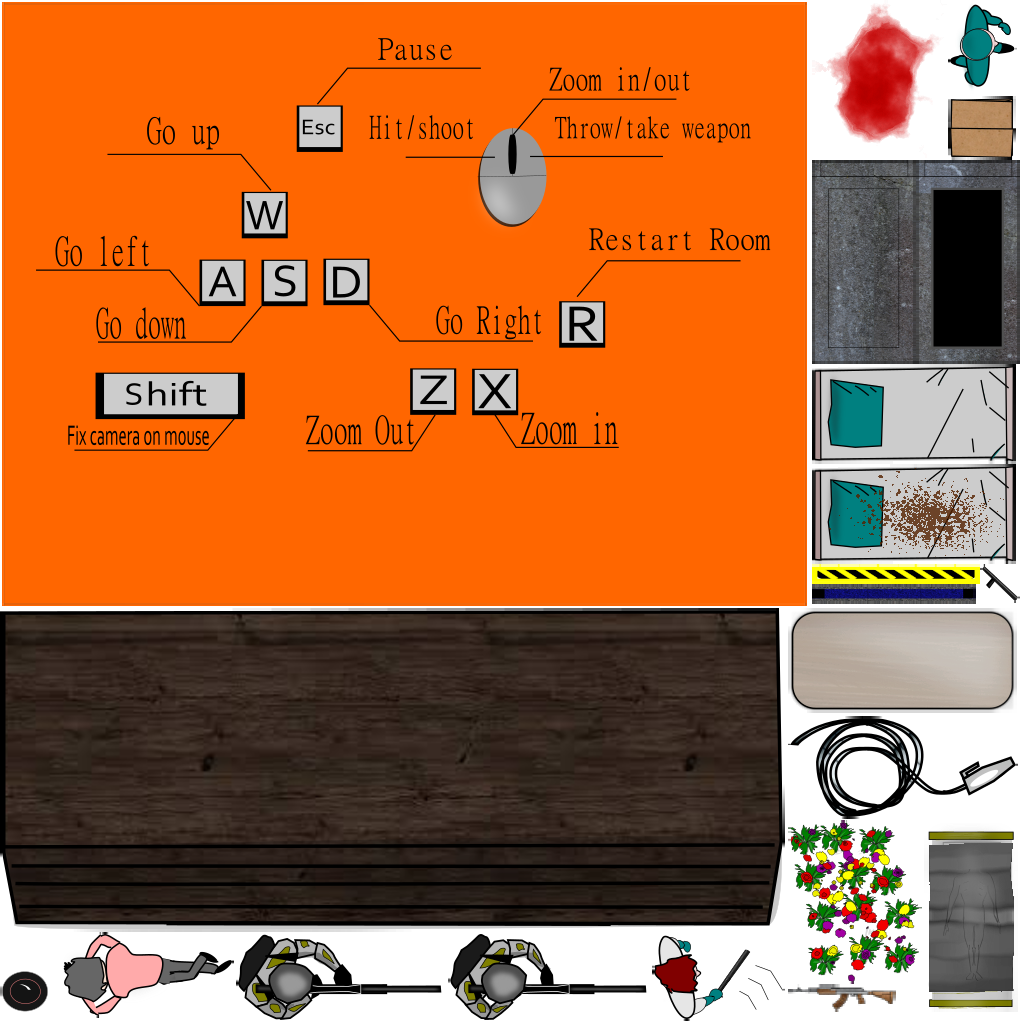 Pause
Zoom in/out
Esc
Hit/shoot
Throw/take weapon
Go up
W
Restart Room
Go left
A
S
D
Go down
Go Right
R
Shift
Z
X
Fix camera on mouse
Zoom Out
Zoom in